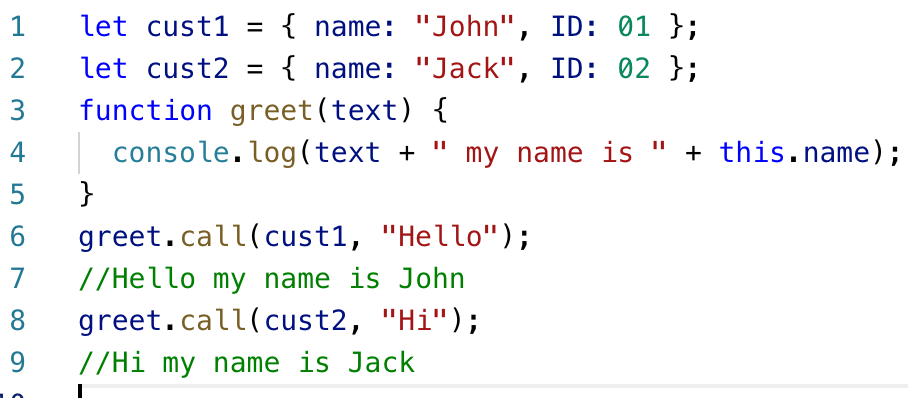 1 let cust1 = { name: "John", ID: 01 };
2 let cust2 = { name: "Jack", ID: 02 };
3 function greet(text) {
4   console.log(text + " my name is " + this.name);
5 }
6 greet.call(cust1, "Hello");
7 //Hello my name is John
8 greet.call(cust2, "Hi");
9 //Hi my name is Jack
10